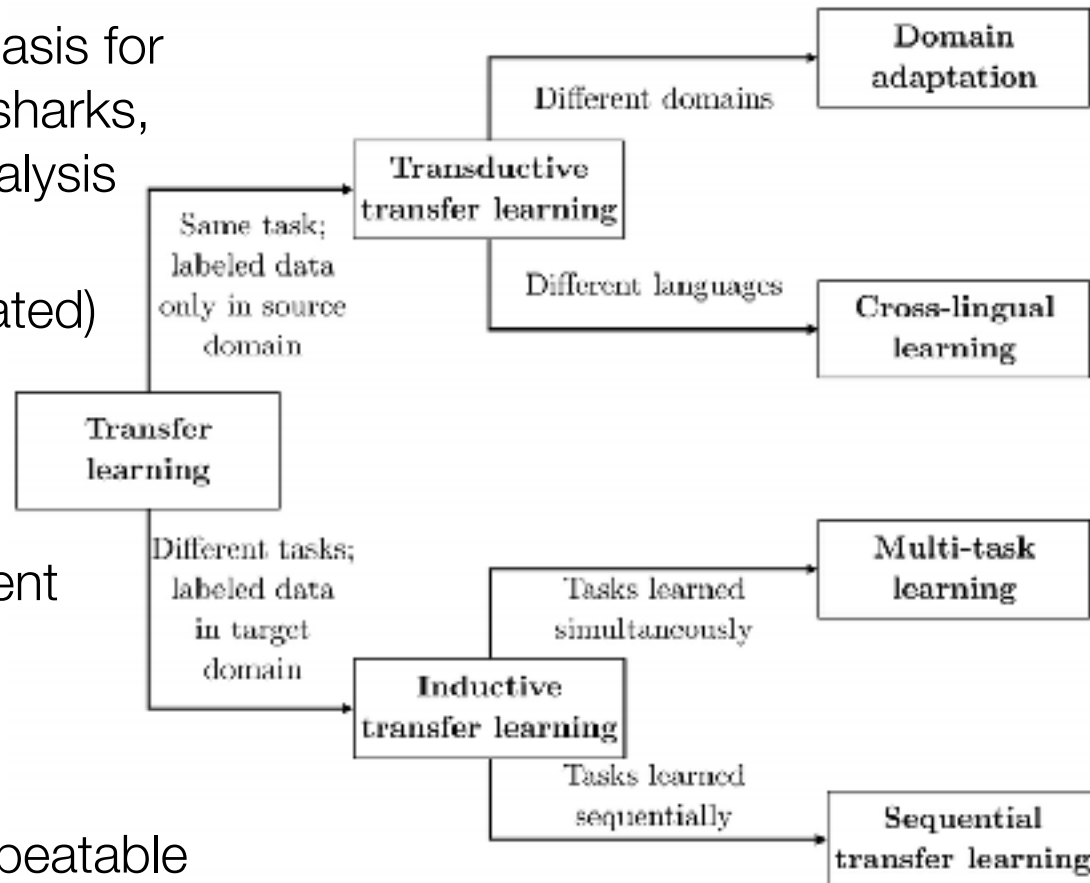 asis for
sharks,
alysis
ated)
ent
peatable
Transfer
learning
Same task;
labeled data
only in source
domain
Transductive
transfer learning
Different domains
Domain
adaptation
Different languages
Cross-lingual
learning
Different tasks;
labeled data
in target
domain
Inductive
transfer learning
Tasks learned
simultaneously
Multi-task
learning
Tasks learned
sequentially
Sequential
transfer learning